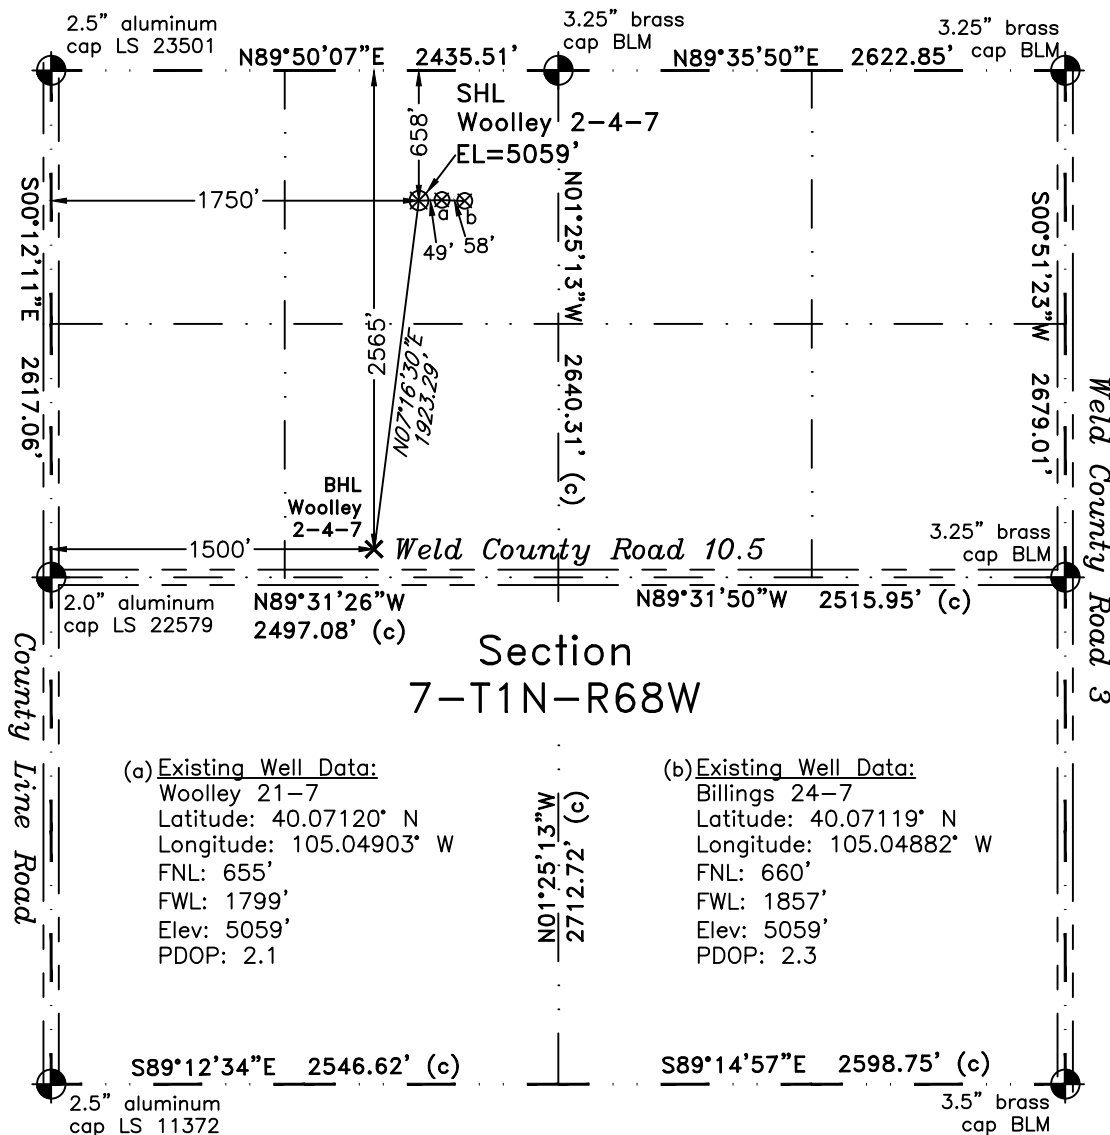 2.5" aluminum
cap LS 23501
3.25" brass
cap BLM
3.25" brass
cap BLM
N89°50'07"E 2435.51'
N89°35'50"E 2622.85'
SHL
Woolley 2-4-7
EL=5059'
658'
1750'
a
b
49'
58'
S00°12'11"E 2617.06'
2565'
N07°16'30"E
1923.29'
N01°25'13"W 2640.31' (c)
S00°51'23"W 2679.01'
Weld County Road 3
BHL
Woolley
2-4-7
1500'
Weld County Road 10.5
3.25" brass
cap BLM
2.0" aluminum
cap LS 22579
N89°31'26"W
2497.08' (c)
N89°31'50"W 2515.95' (c)
Section
7-T1N-R68W
County Line Road
(a) Existing Well Data:
Woolley 21-7
Latitude: 40.07120° N
Longitude: 105.04903° W
FNL: 655'
FWL: 1799'
Elev: 5059'
PDOP: 2.1
N01°25'13"W
2712.72' (c)
(b) Existing Well Data:
Billings 24-7
Latitude: 40.07119° N
Longitude: 105.04882° W
FNL: 660'
FWL: 1857'
Elev: 5059'
PDOP: 2.3
S89°12'34"E 2546.62' (c)
S89°14'57"E 2598.75' (c)
2.5" aluminum
cap LS 11372
3.5" brass
cap BLM